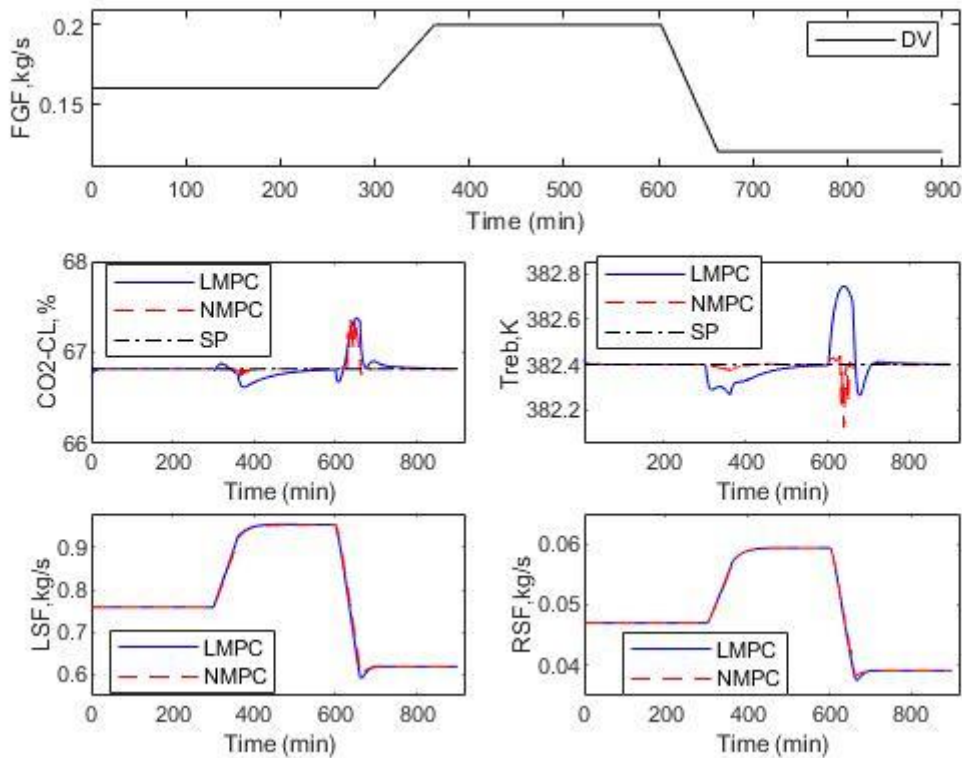 FGF,kg/s
0.2
0.15
DV
0 100 200 300 400 500 600 700 800 900
Time (min)
CO2-CL, %
68
67
66
LMPC
NMPC
SP
0 200 400 600 800
Time (min)
Treb,K
382.8
382.6
382.4
382.2
LMPC
NMPC
SP
200 400 600 800
Time (min)
LSF,kg/s
0.9
0.8
0.7
0.6
LMPC
NMPC
0 200 400 600 800
Time (min)
RSF,kg/s
0.06
0.05
0.04
LMPC
NMPC
0 200 400 600 800
Time (min)